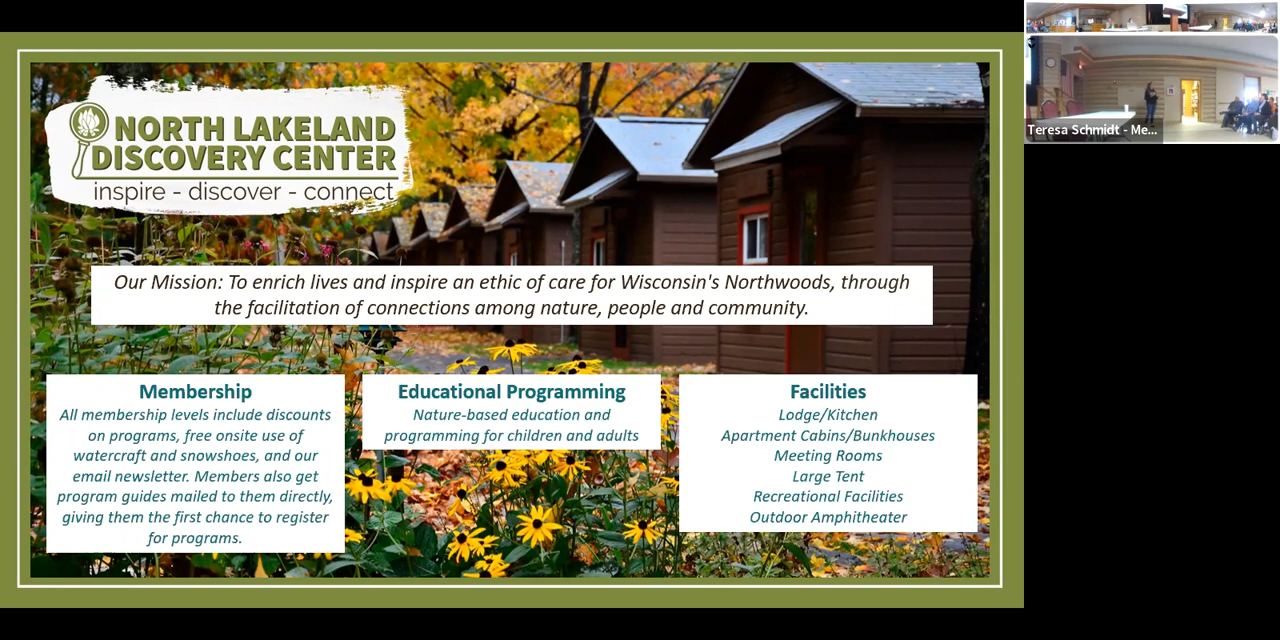 NORTH LAKELAND
DISCOVERY CENTER
inspire - discover - connect
Our Mission: To enrich lives and inspire an ethic of care for Wisconsin's Northwoods, through
the facilitation of connections among nature, people and community.
Membership
All membership levels include discounts
on programs, free onsite use of
watercraft and snowshoes, and our
email newsletter. Members also get
program guides mailed to them directly,
giving them the first chance to register
for programs.
Educational Programming
Nature-based education and
programming for children and adults
Facilities
Lodge/Kitchen
Apartment Cabins/Bunkhouses
Meeting Rooms
Large Tent
Recreational Facilities
Outdoor Amphitheater
Teresa Schmidt - Me...